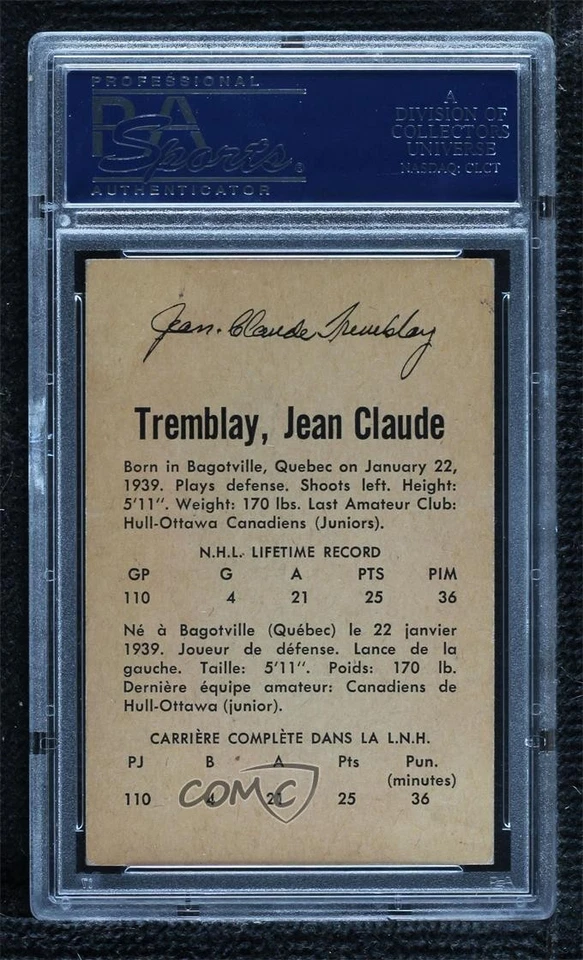 PROFESSIONAL
PSA
Sports
AUTHENTICATOR
A
DIVISION OF
COLLECTORS
UNIVERSE
NASDAQ: CLCT
Jean-Claude Tremblay
Tremblay, Jean Claude
Born in Bagotville, Quebec on January 22,
1939. Plays defense. Shoots left. Height:
5'11". Weight: 170 lbs. Last Amateur Club:
Hull-Ottawa Canadiens (Juniors).
N.H.L. LIFETIME RECORD
GP G A PTS PIM
110 4 21 25 36
Né à Bagotville (Québec) le 22 janvier
1939. Joueur de défense. Lance de la
gauche. Taille: 5'11". Poids: 170 lb.
Dernière équipe amateur: Canadiens de
Hull-Ottawa (junior).
CARRIÈRE COMPLÈTE DANS LA L.N.H.
PJ B A Pts Pun.
(minutes)
110 4 21 25 36
COMC
PSA